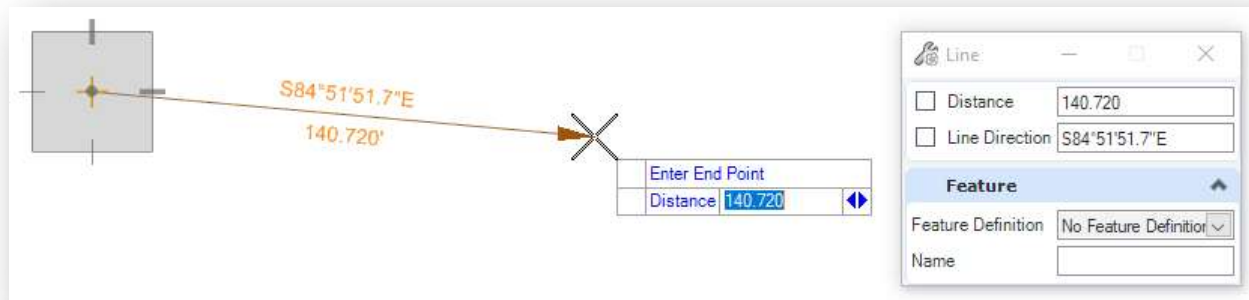 S84°51'51.7"E
140.720'
Enter End Point
Distance 140.720
Line
Distance 140.720
Line Direction S84°51'51.7"E
Feature
Feature Definition No Feature Definition
Name